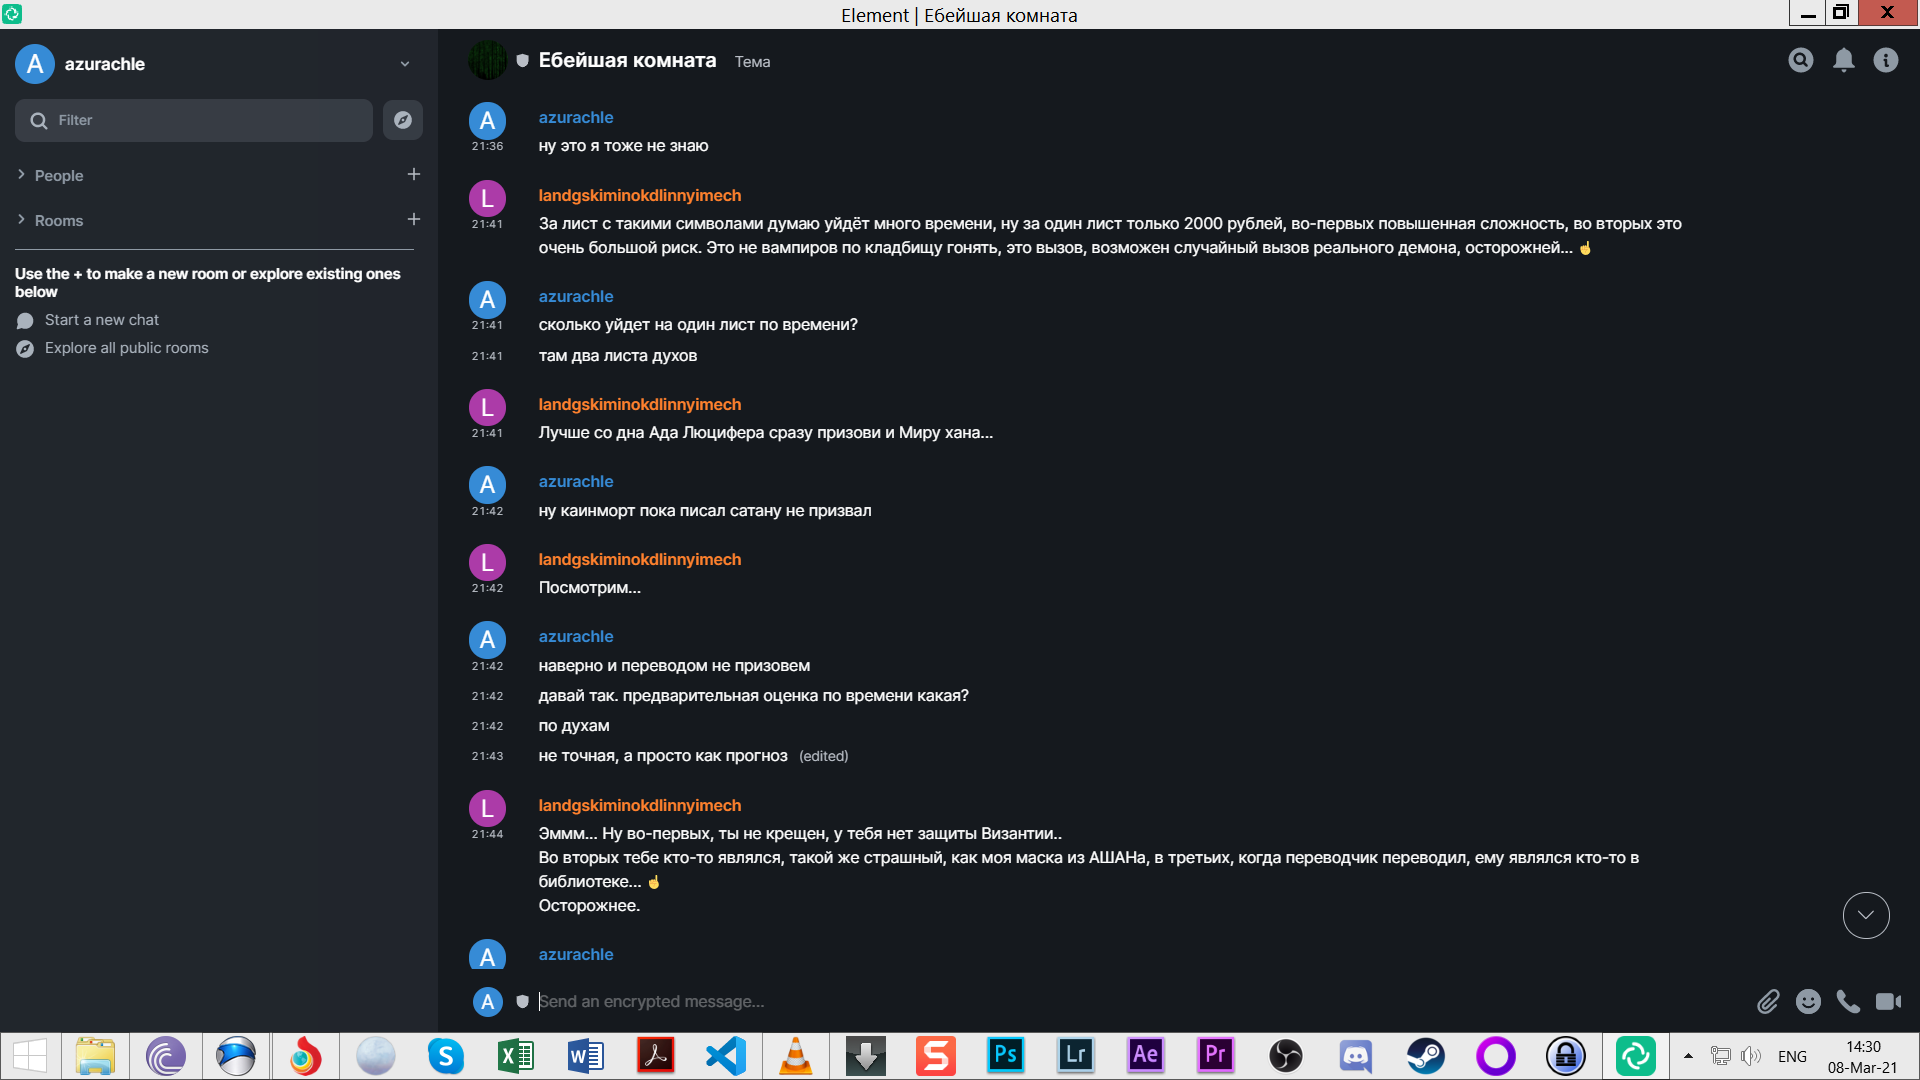 Element | Ебейшая комната
A azurachle
Filter
People
Rooms
Use the + to make a new room or explore existing ones
below
Start a new chat
Explore all public rooms
Ебейшая комната Тема
A azurachle
21:36 ну это я тоже не знаю
L landgskiminokdlinnyimech
21:41 За лист с такими символами думаю уйдёт много времени, ну за один лист только 2000 рублей, во-первых повышенная сложность, во вторых это
очень большой риск. Это не вампиров по кладбищу гонять, это вызов, возможен случайный вызов реального демона, осторожней... ☝
A azurachle
21:41 сколько уйдет на один лист по времени?
21:41 там два листа духов
L landgskiminokdlinnyimech
21:41 Лучше со дна Ада Люцифера сразу призови и Миру хана...
A azurachle
21:42 ну каинморт пока писал сатану не призвал
L landgskiminokdlinnyimech
21:42 Посмотрим...
A azurachle
21:42 наверно и переводом не призовем
21:42 давай так. предварительная оценка по времени какая?
21:42 по духам
21:43 не точная, а просто как прогноз (edited)
L landgskiminokdlinnyimech
21:44 Эммм... Ну во-первых, ты не крещен, у тебя нет защиты Византии..
Во вторых тебе кто-то являлся, такой же страшный, как моя маска из АШАНа, в третьих, когда переводчик переводил, ему являлся кто-то в
библиотеке... ☝
Осторожнее.
A azurachle
A Send an encrypted message...
S X W S Ps Lr Ae Pr ENG 14:30
08-Mar-21